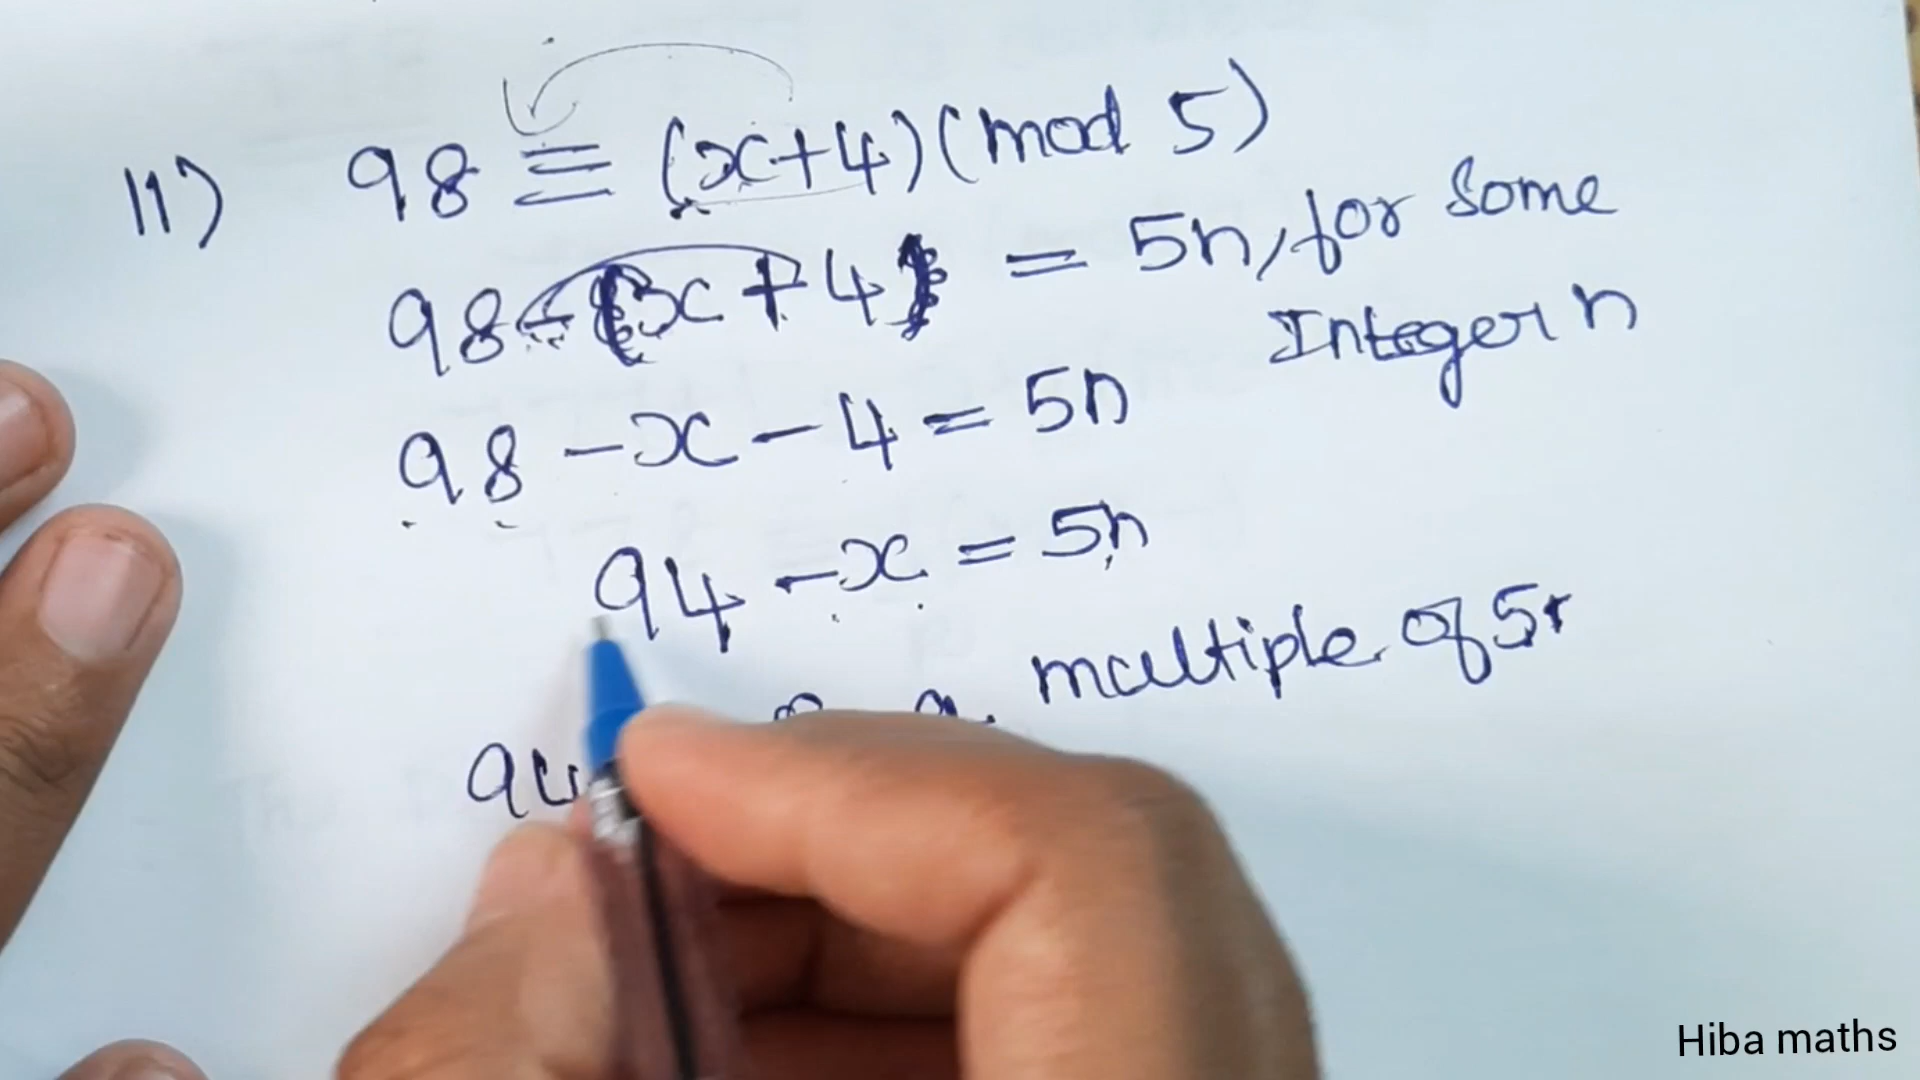 11) 98 ≡ (x+4)(mod 5)
98-(x+4) = 5n, for some
Integer n
98 - x - 4 = 5n
94 - x = 5n
multiple of 5
94
Hiba maths